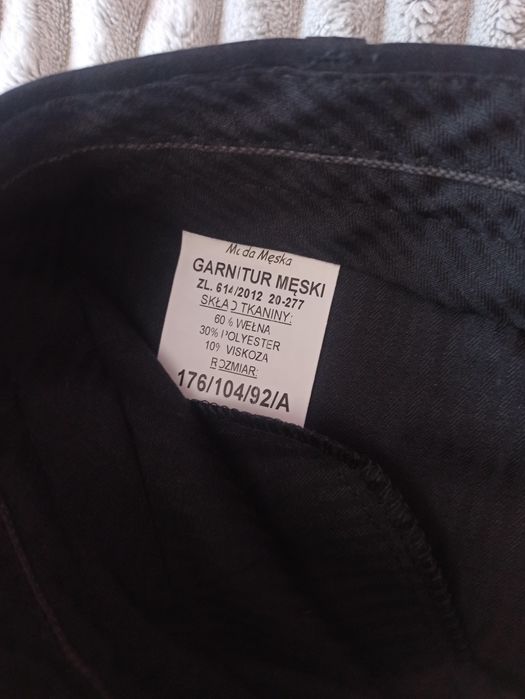 Moda Męska
GARNITUR MĘSKI
ZL. 614/2012 20-277
SKŁAD TKANINY:
60% WEŁNA
30% POLYESTER
10% VISKOZA
ROZMIAR:
176/104/92/A